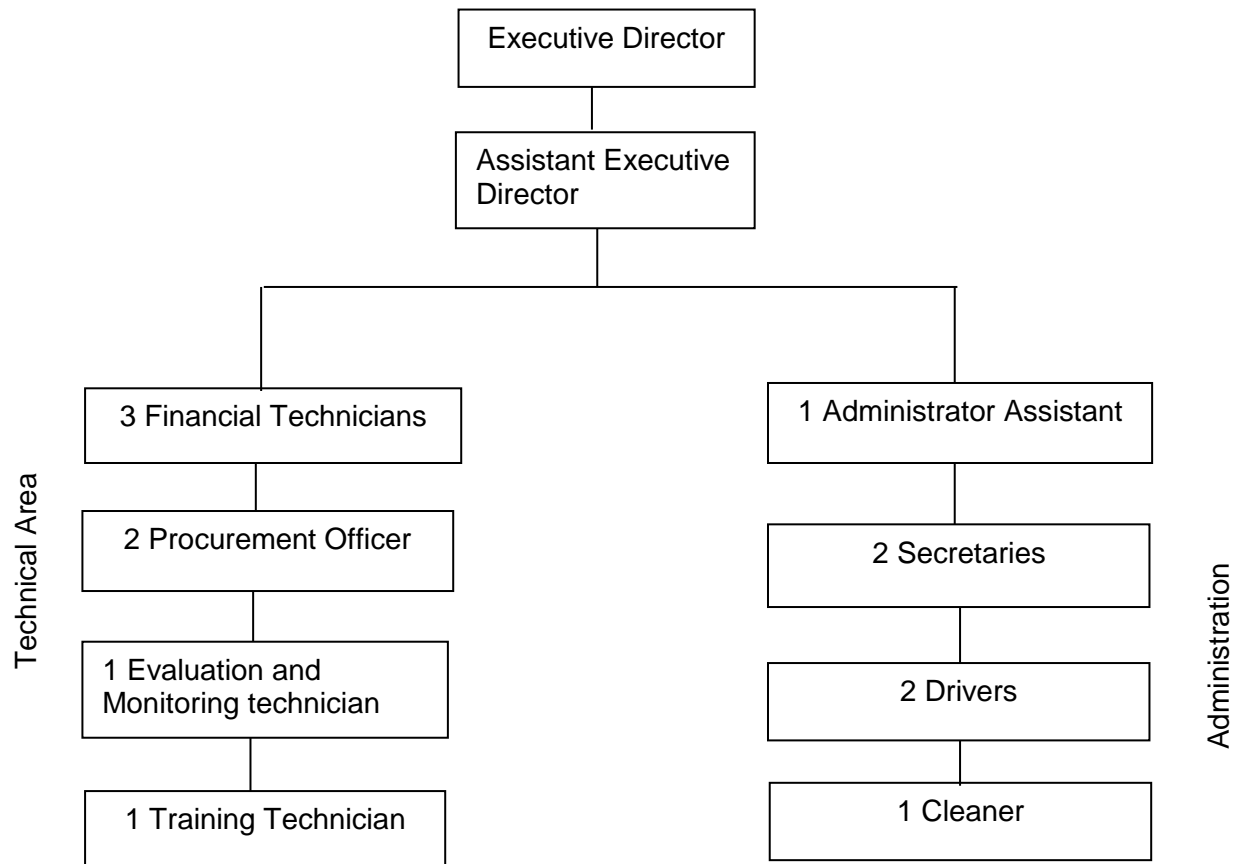 Executive Director
Assistant Executive
Director
Technical Area
3 Financial Technicians
2 Procurement Officer
1 Evaluation and
Monitoring technician
1 Training Technician
1 Administrator Assistant
2 Secretaries
2 Drivers
1 Cleaner
Administration